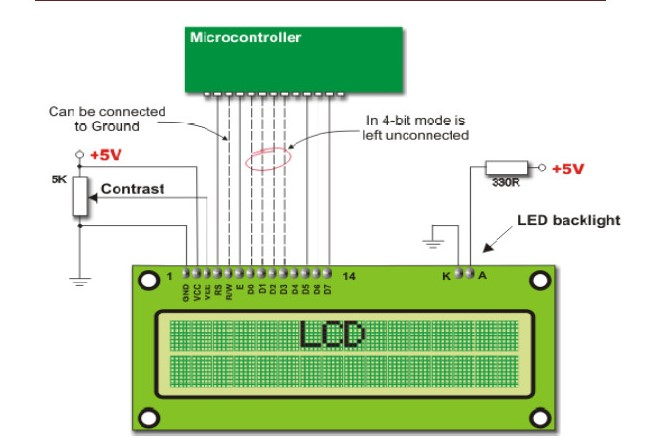 Microcontroller
Can be connected
to Ground
In 4-bit mode is
left unconnected
+5V
5K
Contrast
330R
+5V
LED backlight
1
14
K
A
GND
VCC
VEE
RS
R/W
E
D0
D1
D2
D3
D4
D5
D6
D7
LCD